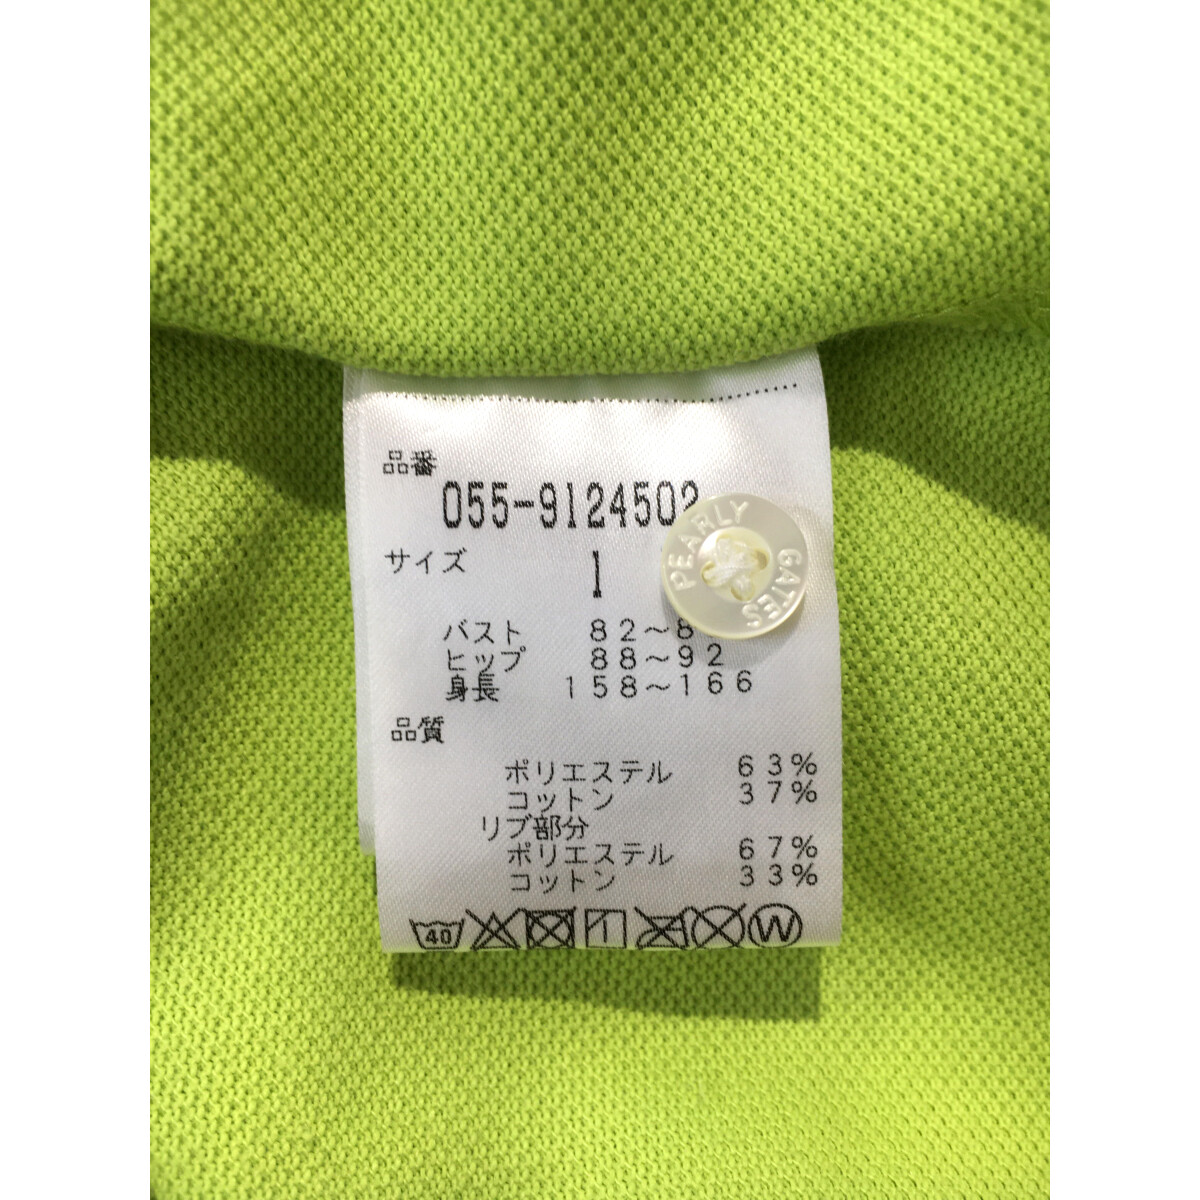 品番
055-9124502
サイズ 1
バスト 82～8
ヒップ 88～92
身長 158～166
品質
ポリエステル 63%
コットン 37%
リブ部分
ポリエステル 67%
コットン 33%
40 W
PEARLY GATES